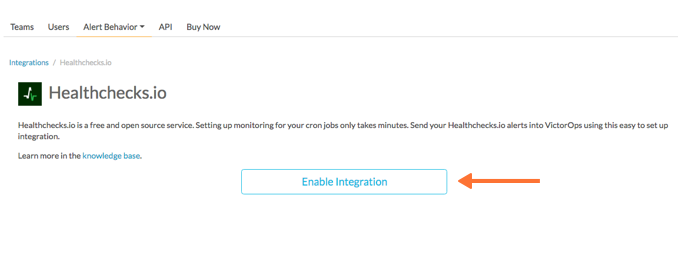 Teams Users Alert Behavior API Buy Now
Integrations / Healthchecks.io
Healthchecks.io
Healthchecks.io is a free and open source service. Setting up monitoring for your cron jobs only takes minutes. Send your Healthchecks.io alerts into VictorOps using this easy to set up
integration.
Learn more in the knowledge base.
Enable Integration